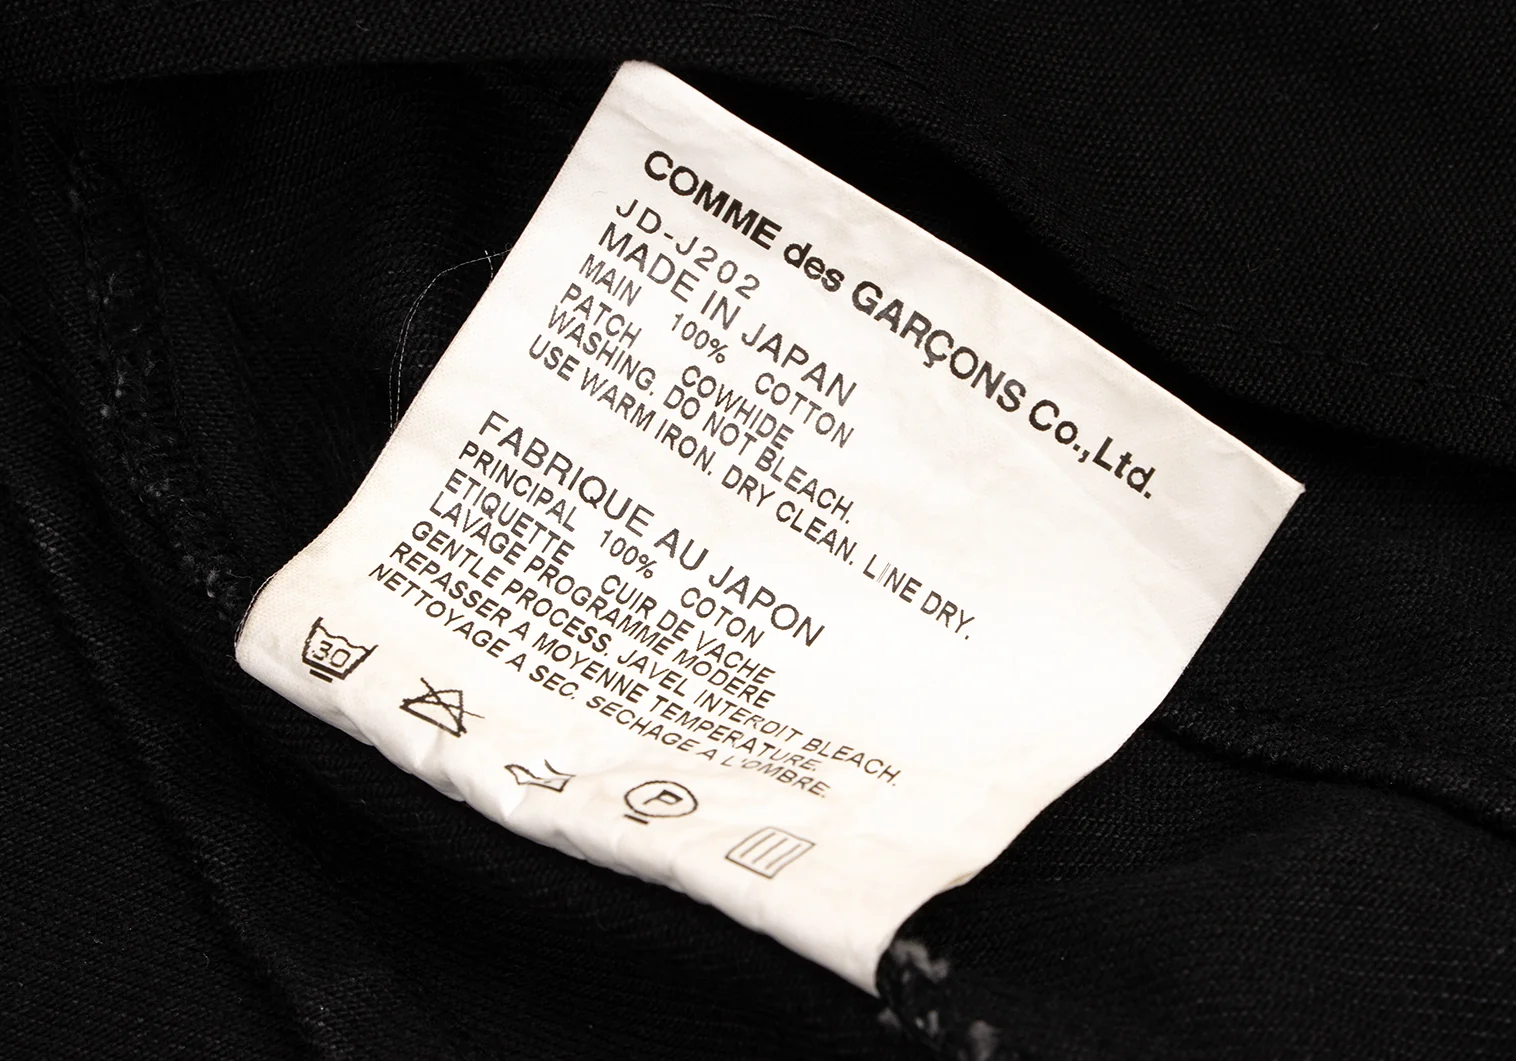 COMME des GARÇONS Co.,Ltd.
JD-J202
MADE IN JAPAN
MAIN 100% COTTON
PATCH COWHIDE
WASHING. DO NOT BLEACH.
USE WARM IRON. DRY CLEAN. LINE DRY.
FABRIQUE AU JAPON
PRINCIPAL 100% COTON
ETIQUETTE CUIR DE VACHE
LAVAGE PROGRAMME MODERE
GENTLE PROCESS. JAVEL INTERDIT BLEACH.
REPASSER A MOYENNE TEMPERATURE.
NETTOYAGE A SEC. SECHAGE A L'OMBRE.
30 P